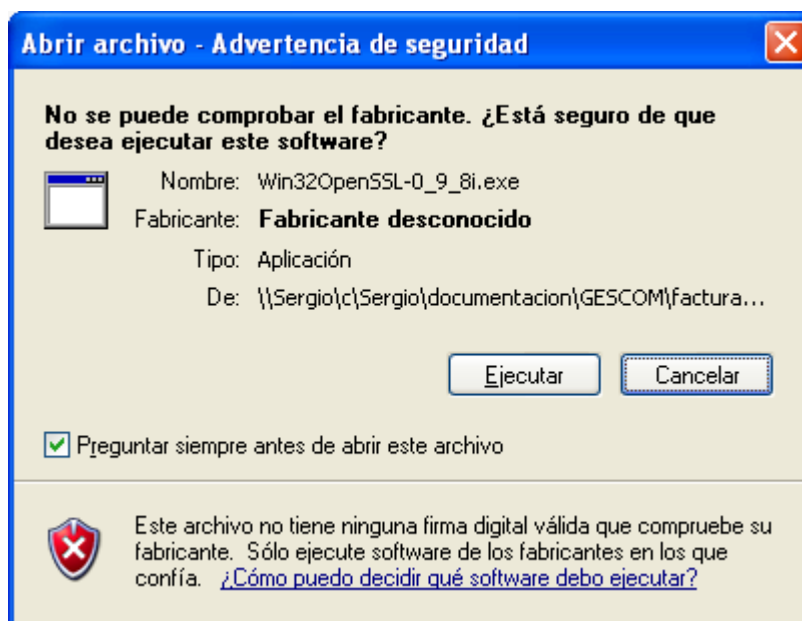 Abrir archivo - Advertencia de seguridad
No se puede comprobar el fabricante. ¿Está seguro de que
desea ejecutar este software?
Nombre: Win32OpenSSL-0_9_8i.exe
Fabricante: Fabricante desconocido
Tipo: Aplicación
De: \\Sergio\c\Sergio\documentacion\GESCOM\factura...
Ejecutar Cancelar
Preguntar siempre antes de abrir este archivo
Este archivo no tiene ninguna firma digital válida que compruebe su
fabricante. Sólo ejecute software de los fabricantes en los que
confía. ¿Cómo puedo decidir qué software debo ejecutar?